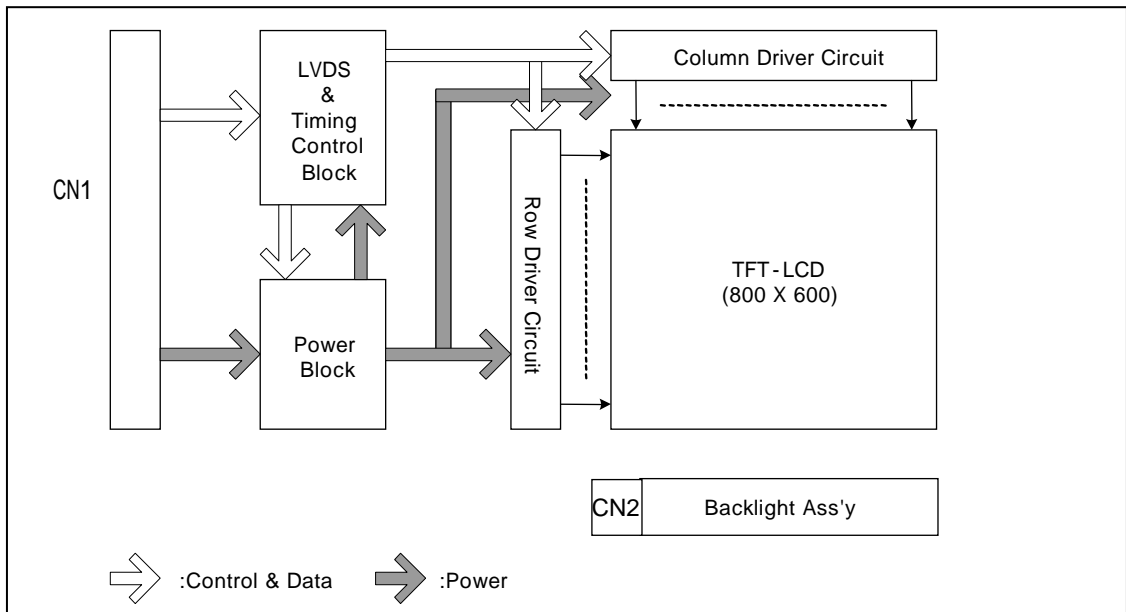 CN1
LVDS
&
Timing
Control
Block
Power
Block
Column Driver Circuit
Row Driver Circuit
TFT-LCD
(800 X 600)
CN2
Backlight Ass'y
:Control & Data
:Power